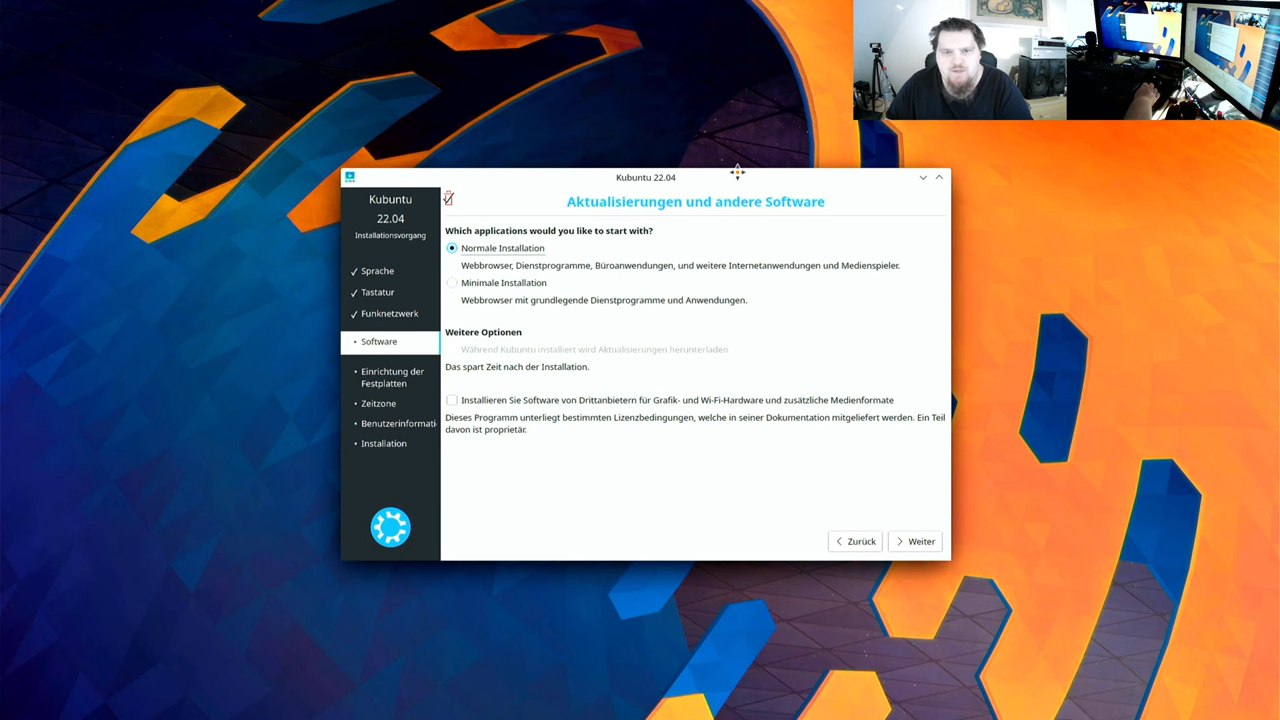 Kubuntu 22.04
Kubuntu
22.04
Installationsvorgang
✓ Sprache
✓ Tastatur
✓ Funknetzwerk
• Software
• Einrichtung der
Festplatten
• Zeitzone
• Benutzerinformati
• Installation
Aktualisierungen und andere Software
Which applications would you like to start with?
Normale Installation
Webbrowser, Dienstprogramme, Büroanwendungen, und weitere Internetanwendungen und Medienspieler.
Minimale Installation
Webbrowser mit grundlegende Dienstprogramme und Anwendungen.
Weitere Optionen
Während Kubuntu installiert wird Aktualisierungen herunterladen
Das spart Zeit nach der Installation.
Installieren Sie Software von Drittanbietern für Grafik- und Wi-Fi-Hardware und zusätzliche Medienformate
Dieses Programm unterliegt bestimmten Lizenzbedingungen, welche in seiner Dokumentation mitgeliefert werden. Ein Teil
davon ist proprietär.
Zurück
Weiter